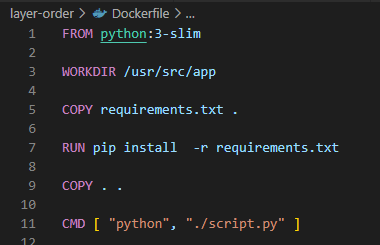 layer-order > Dockerfile > ...
1 FROM python:3-slim
2
3 WORKDIR /usr/src/app
4
5 COPY requirements.txt .
6
7 RUN pip install  -r requirements.txt
8
9 COPY . .
10
11 CMD [ "python", "./script.py" ]
12